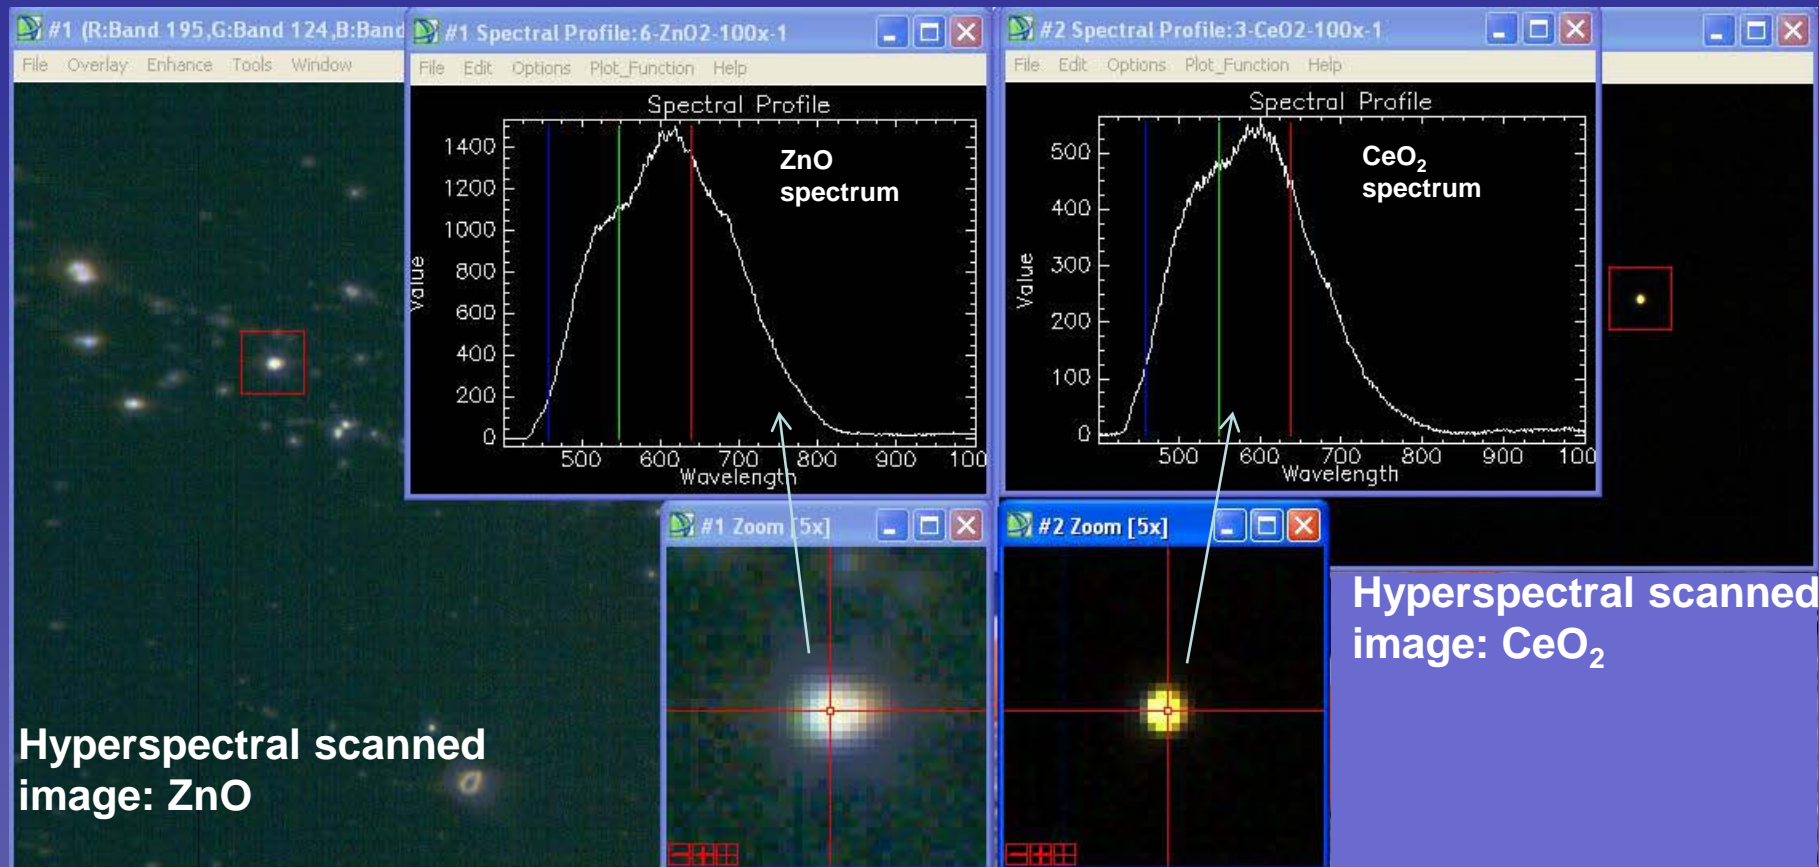 #1 (R:Band 195,G:Band 124,B:Band
File Overlay Enhance Tools Window
#1 Spectral Profile:6-ZnO2-100x-1
File Edit Options Plot_Function Help
Spectral Profile
1400
1200
1000
800
600
400
200
0
Value
500 600 700 800 900 100
Wavelength
ZnO
spectrum
#2 Spectral Profile:3-CeO2-100x-1
File Edit Options Plot_Function Help
Spectral Profile
500
400
300
200
100
0
Value
500 600 700 800 900 100
Wavelength
CeO₂
spectrum
#1 Zoom [5x]
#2 Zoom [5x]
Hyperspectral scanned
image: CeO₂
Hyperspectral scanned
image: ZnO